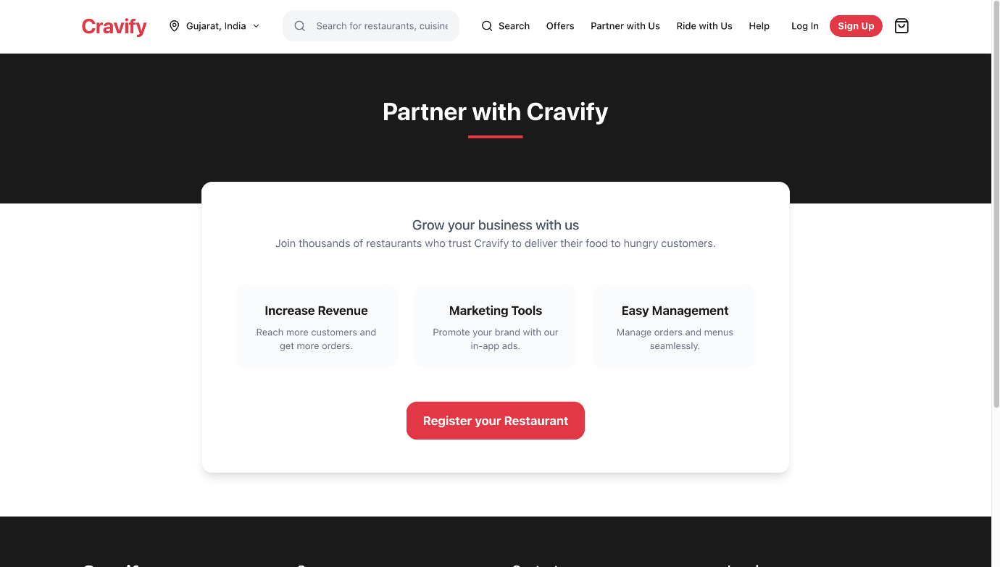 Cravify
Gujarat, India
Search for restaurants, cuisine
Search
Offers
Partner with Us
Ride with Us
Help
Log In
Sign Up
Partner with Cravify
Grow your business with us
Join thousands of restaurants who trust Cravify to deliver their food to hungry customers.
Increase Revenue
Reach more customers and
get more orders.
Marketing Tools
Promote your brand with our
in-app ads.
Easy Management
Manage orders and menus
seamlessly.
Register your Restaurant